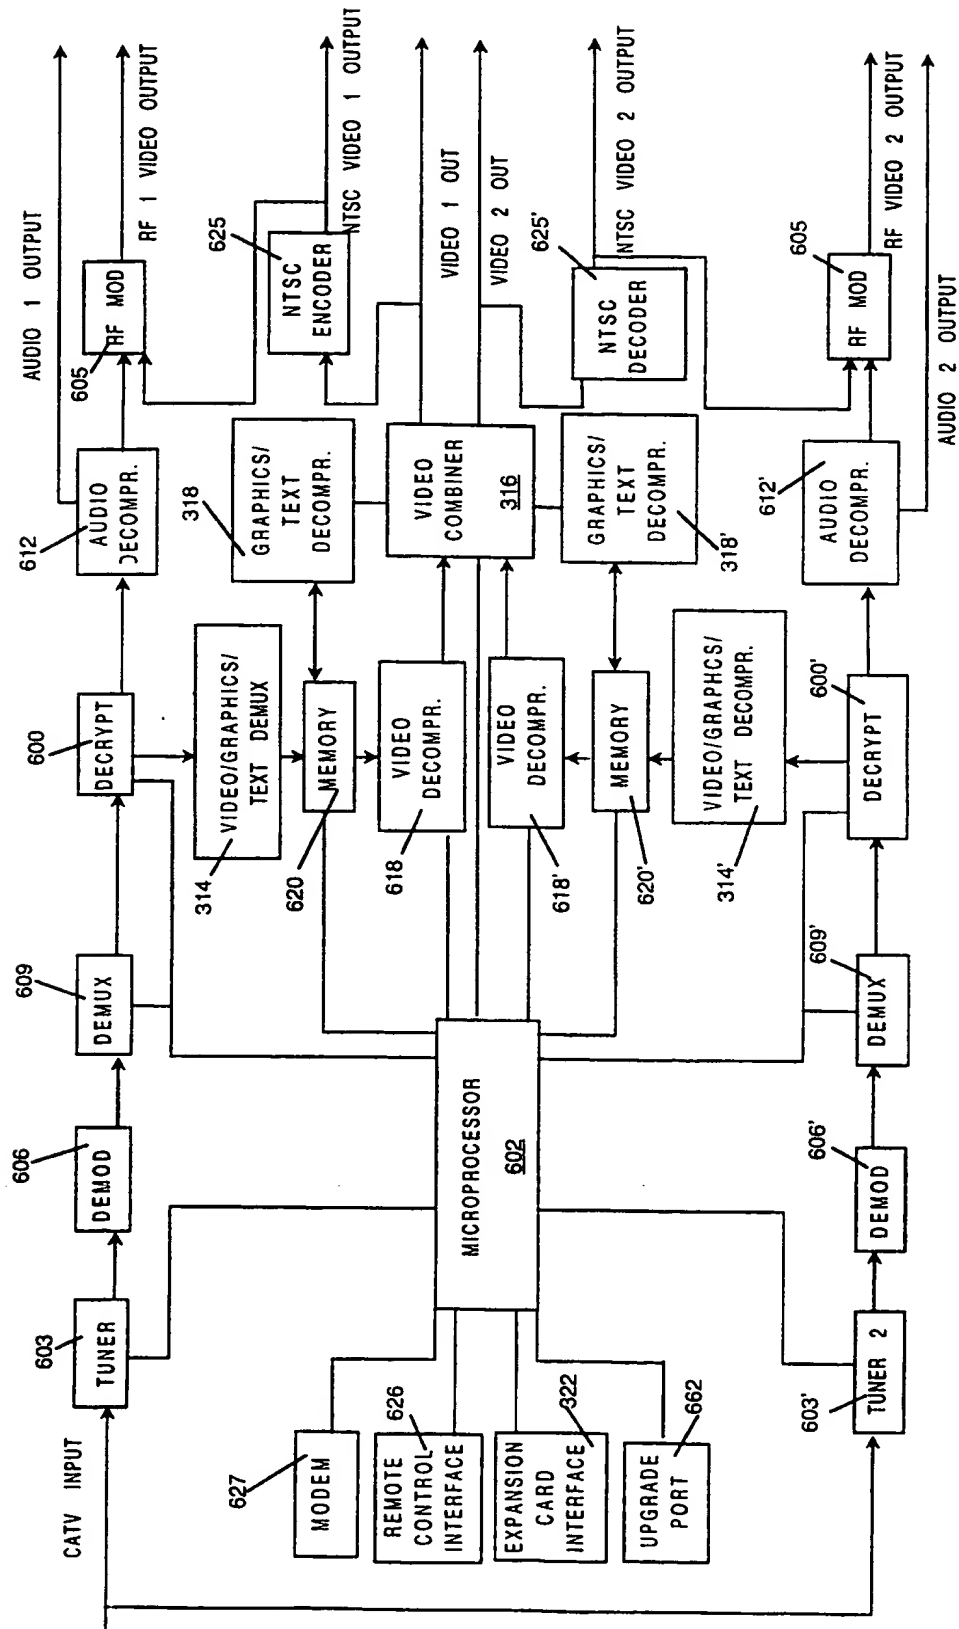 CATV INPUT
603
TUNER
606
DEMOD
609
DEMUX
600
DECRYPT
612
AUDIO
DECOMPR.
605
RF MOD
AUDIO 1 OUTPUT
RF 1 VIDEO OUTPUT
314
VIDEO/GRAPHICS/
TEXT DEMUX
318
GRAPHICS/
TEXT
DECOMPR.
625
NTSC
ENCODER
NTSC VIDEO 1 OUTPUT
620
MEMORY
618
VIDEO
DECOMPR.
VIDEO
COMBINER
316
VIDEO 1 OUT
VIDEO 2 OUT
627
MODEM
626
REMOTE
CONTROL
INTERFACE
322
EXPANSION
CARD
INTERFACE
662
UPGRADE
PORT
MICROPROCESSOR
602
618'
VIDEO
DECOMPR.
620'
MEMORY
318'
GRAPHICS/
TEXT
DECOMPR.
625'
NTSC
DECODER
NTSC VIDEO 2 OUTPUT
314'
VIDEO/GRAPHCS/
TEXT DECOMPR.
603'
TUNER 2
606'
DEMOD
609'
DEMUX
600'
DECRYPT
612'
AUDIO
DECOMPR.
605
RF MOD
RF VIDEO 2 OUTPUT
AUDIO 2 OUTPUT